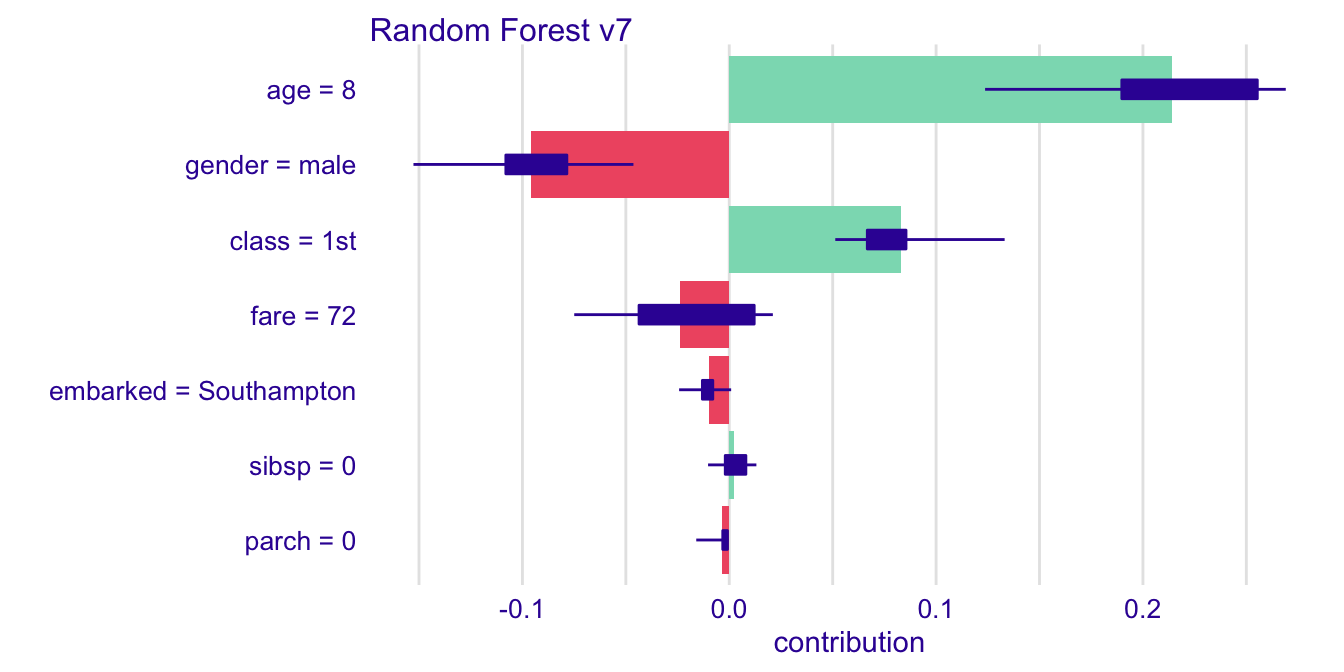 Random Forest v7
age = 8
gender = male
class = 1st
fare = 72
embarked = Southampton
sibsp = 0
parch = 0
-0.1 0.0 0.1 0.2
contribution